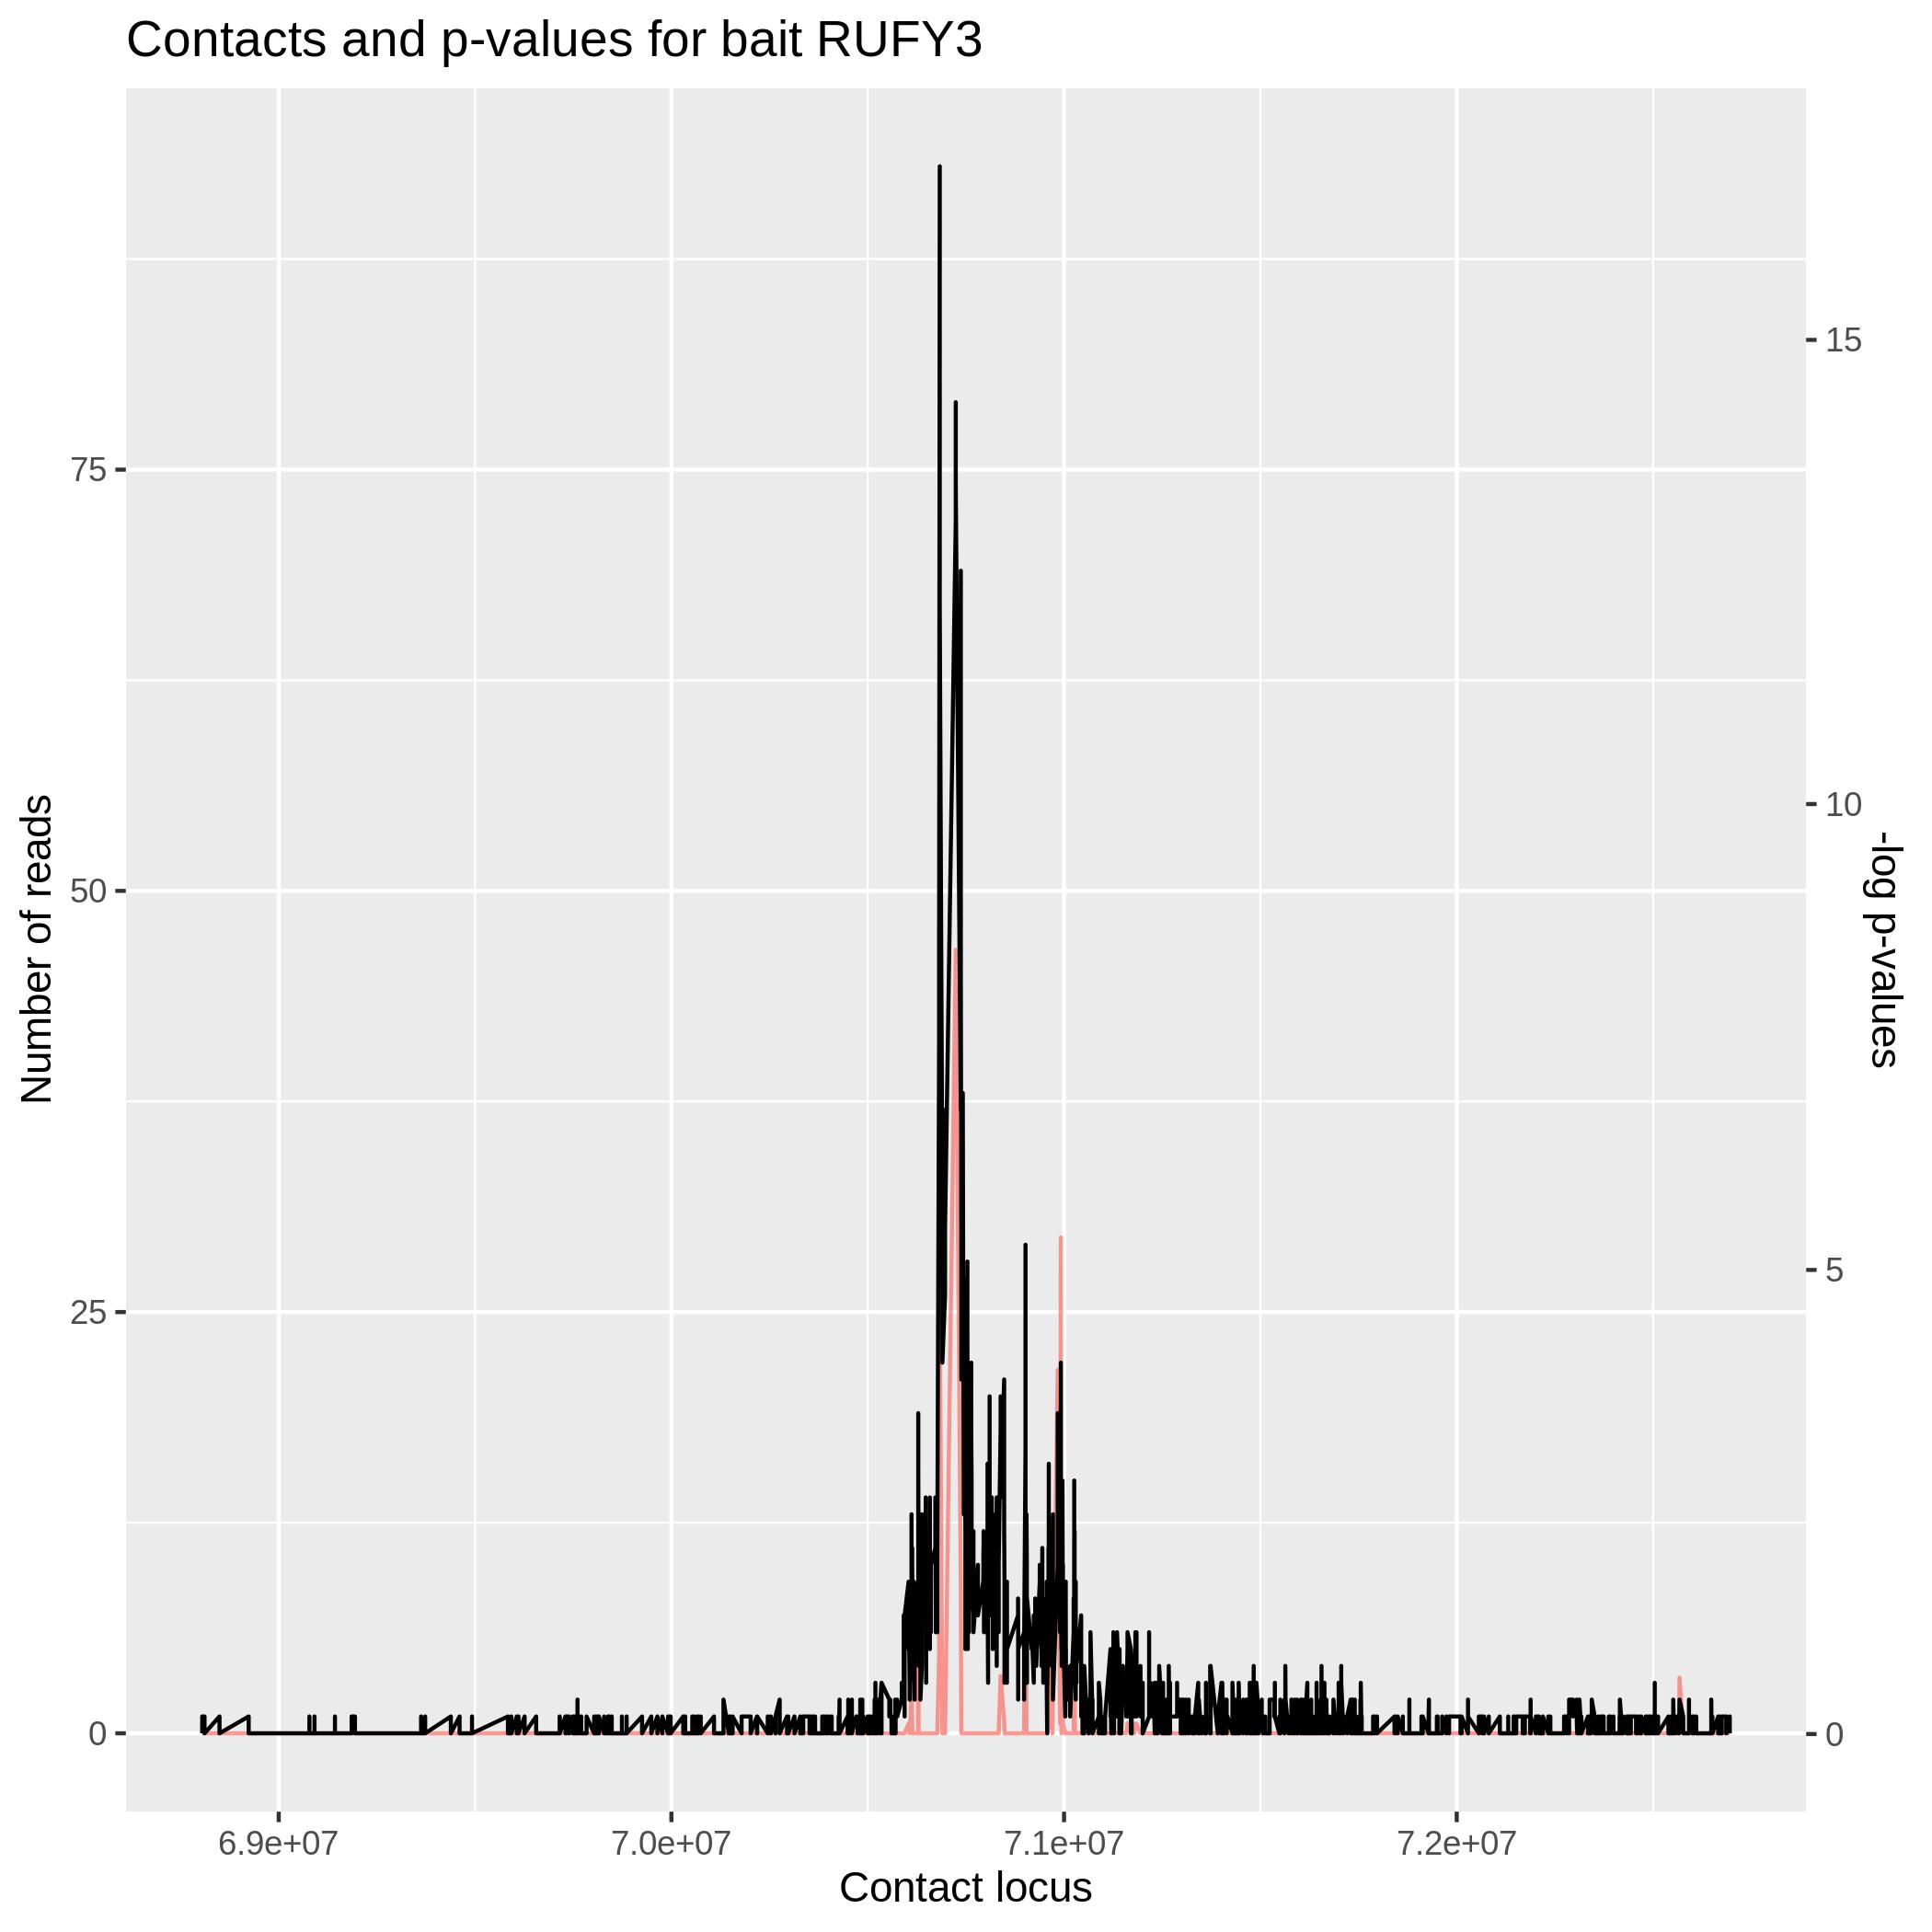 Contacts and p-values for bait RUFY3
Number of reads
75
50
25
0
15
10
5
0
-log p-values
6.9e+07
7.0e+07
7.1e+07
7.2e+07
Contact locus